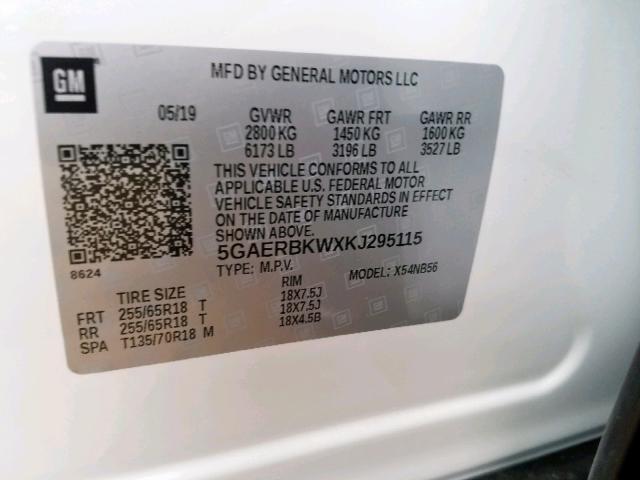 GM
MFD BY GENERAL MOTORS LLC
05/19 GVWR GAWR FRT GAWR RR
2800 KG 1450 KG 1600 KG
6173 LB 3196 LB 3527 LB
THIS VEHICLE CONFORMS TO ALL
APPLICABLE U.S. FEDERAL MOTOR
VEHICLE SAFETY STANDARDS IN EFFECT
ON THE DATE OF MANUFACTURE
SHOWN ABOVE.
5GAERBKWXKJ295115
8624
TYPE: M.P.V. MODEL: X54NB56
TIRE SIZE RIM
FRT 255/65R18 T 18X7.5J
RR 255/65R18 T 18X7.5J
SPA T135/70R18 M 18X4.5B